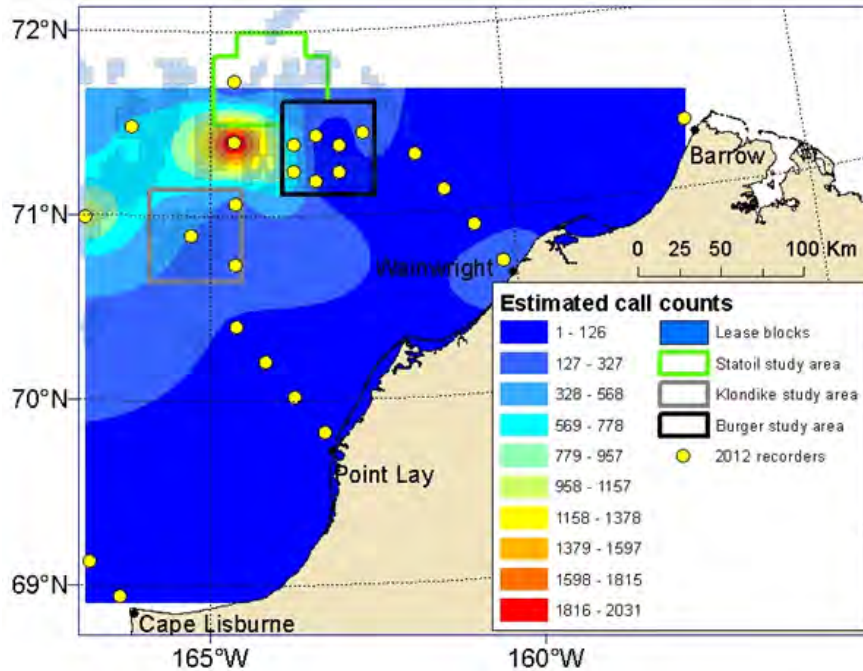 72°N
71°N
70°N
69°N
165°W
160°W
Barrow
Wainwright
Point Lay
Cape Lisburne
0 25 50 100 Km
Estimated call counts
1 - 126
127 - 327
328 - 568
569 - 778
779 - 957
958 - 1157
1158 - 1378
1379 - 1597
1598 - 1815
1816 - 2031
Lease blocks
Statoil study area
Klondike study area
Burger study area
2012 recorders